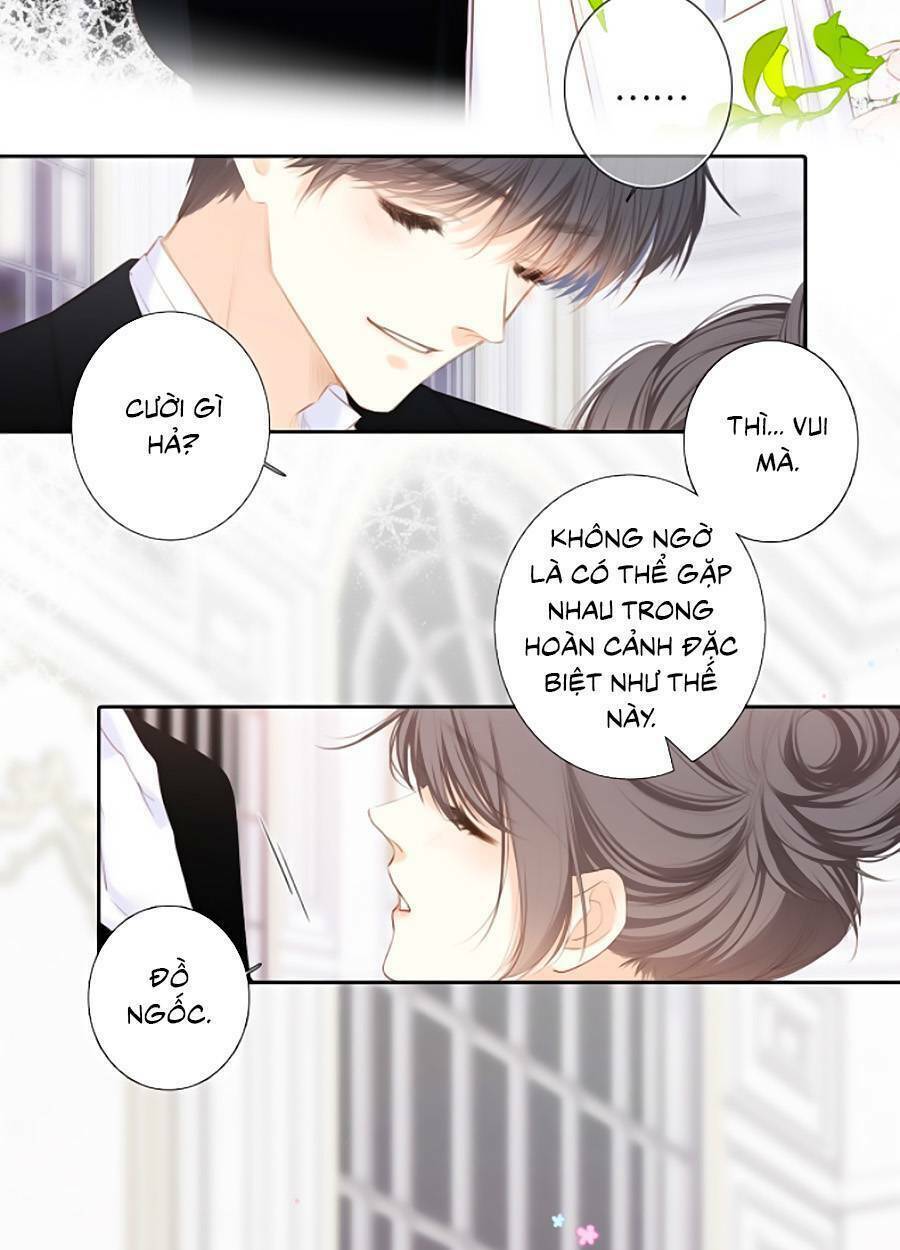 ......
CƯỜI GÌ
HẢ?
THÌ... VUI
MÀ.
KHÔNG NGỜ
LÀ CÓ THỂ GẶP
NHAU TRONG
HOÀN CẢNH ĐẶC
BIỆT NHƯ THẾ
NÀY.
ĐỒ
NGỐC.